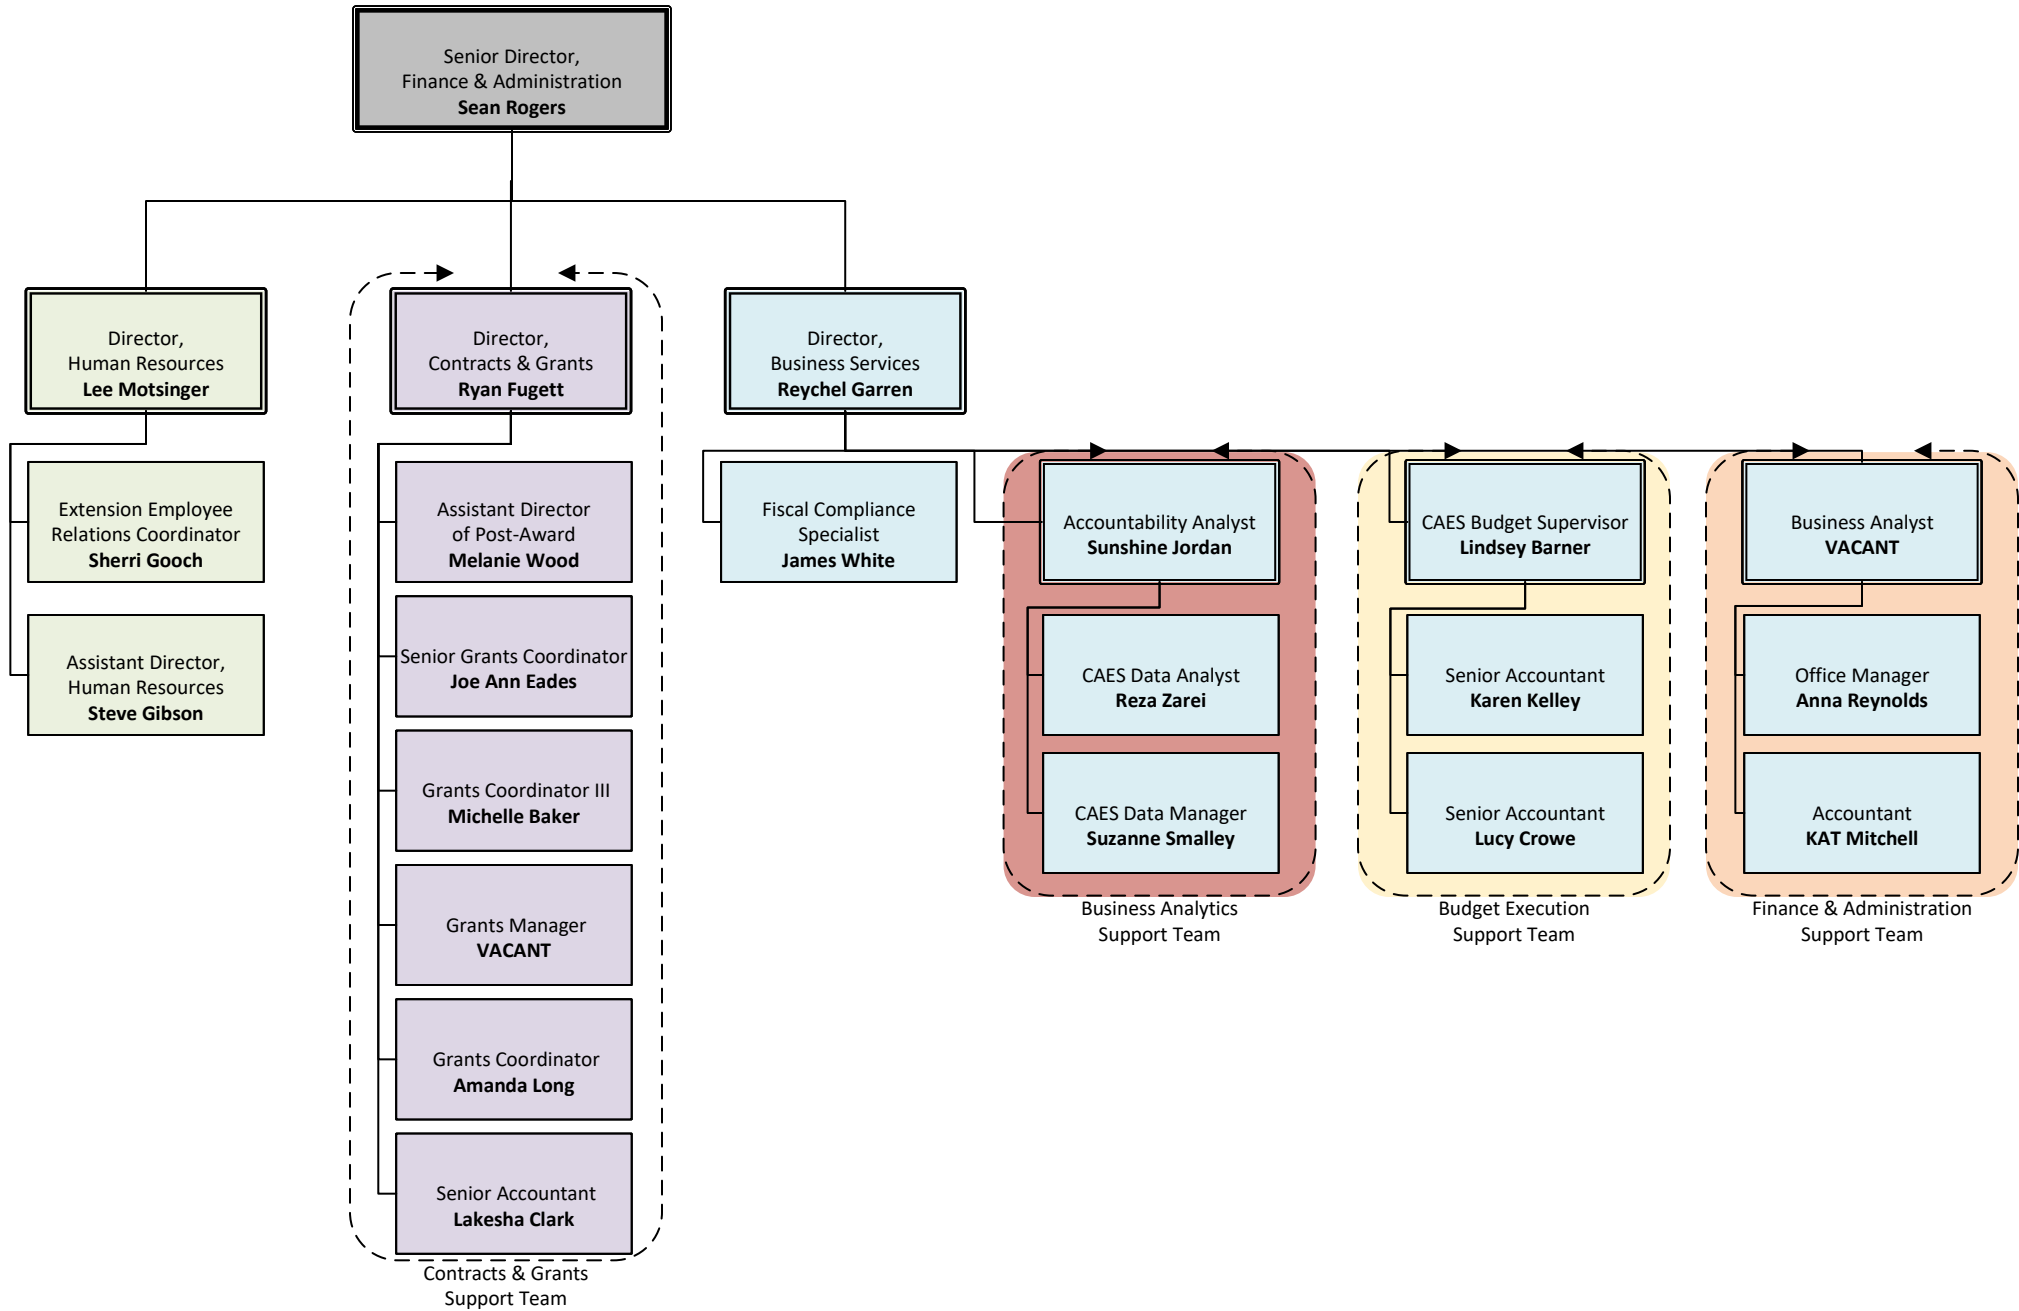 Senior Director,
Finance & Administration
Sean Rogers
Director,
Human Resources
Lee Motsinger
Director,
Contracts & Grants
Ryan Fugett
Director,
Business Services
Reychel Garren
Extension Employee
Relations Coordinator
Sherri Gooch
Assistant Director,
Human Resources
Steve Gibson
Assistant Director
of Post-Award
Melanie Wood
Senior Grants Coordinator
Joe Ann Eades
Grants Coordinator III
Michelle Baker
Grants Manager
VACANT
Grants Coordinator
Amanda Long
Senior Accountant
Lakesha Clark
Contracts & Grants
Support Team
Fiscal Compliance
Specialist
James White
Accountability Analyst
Sunshine Jordan
CAES Data Analyst
Reza Zarei
CAES Data Manager
Suzanne Smalley
Business Analytics
Support Team
CAES Budget Supervisor
Lindsey Barner
Senior Accountant
Karen Kelley
Senior Accountant
Lucy Crowe
Budget Execution
Support Team
Business Analyst
VACANT
Office Manager
Anna Reynolds
Accountant
KAT Mitchell
Finance & Administration
Support Team